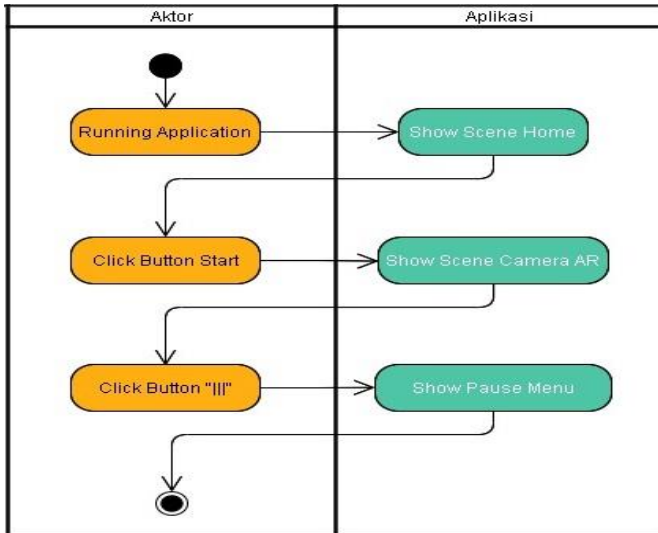 Aktor
Aplikasi
Running Application
Show Scene Home
Click Button Start
Show Scene Camera AR
Click Button "|||"
Show Pause Menu